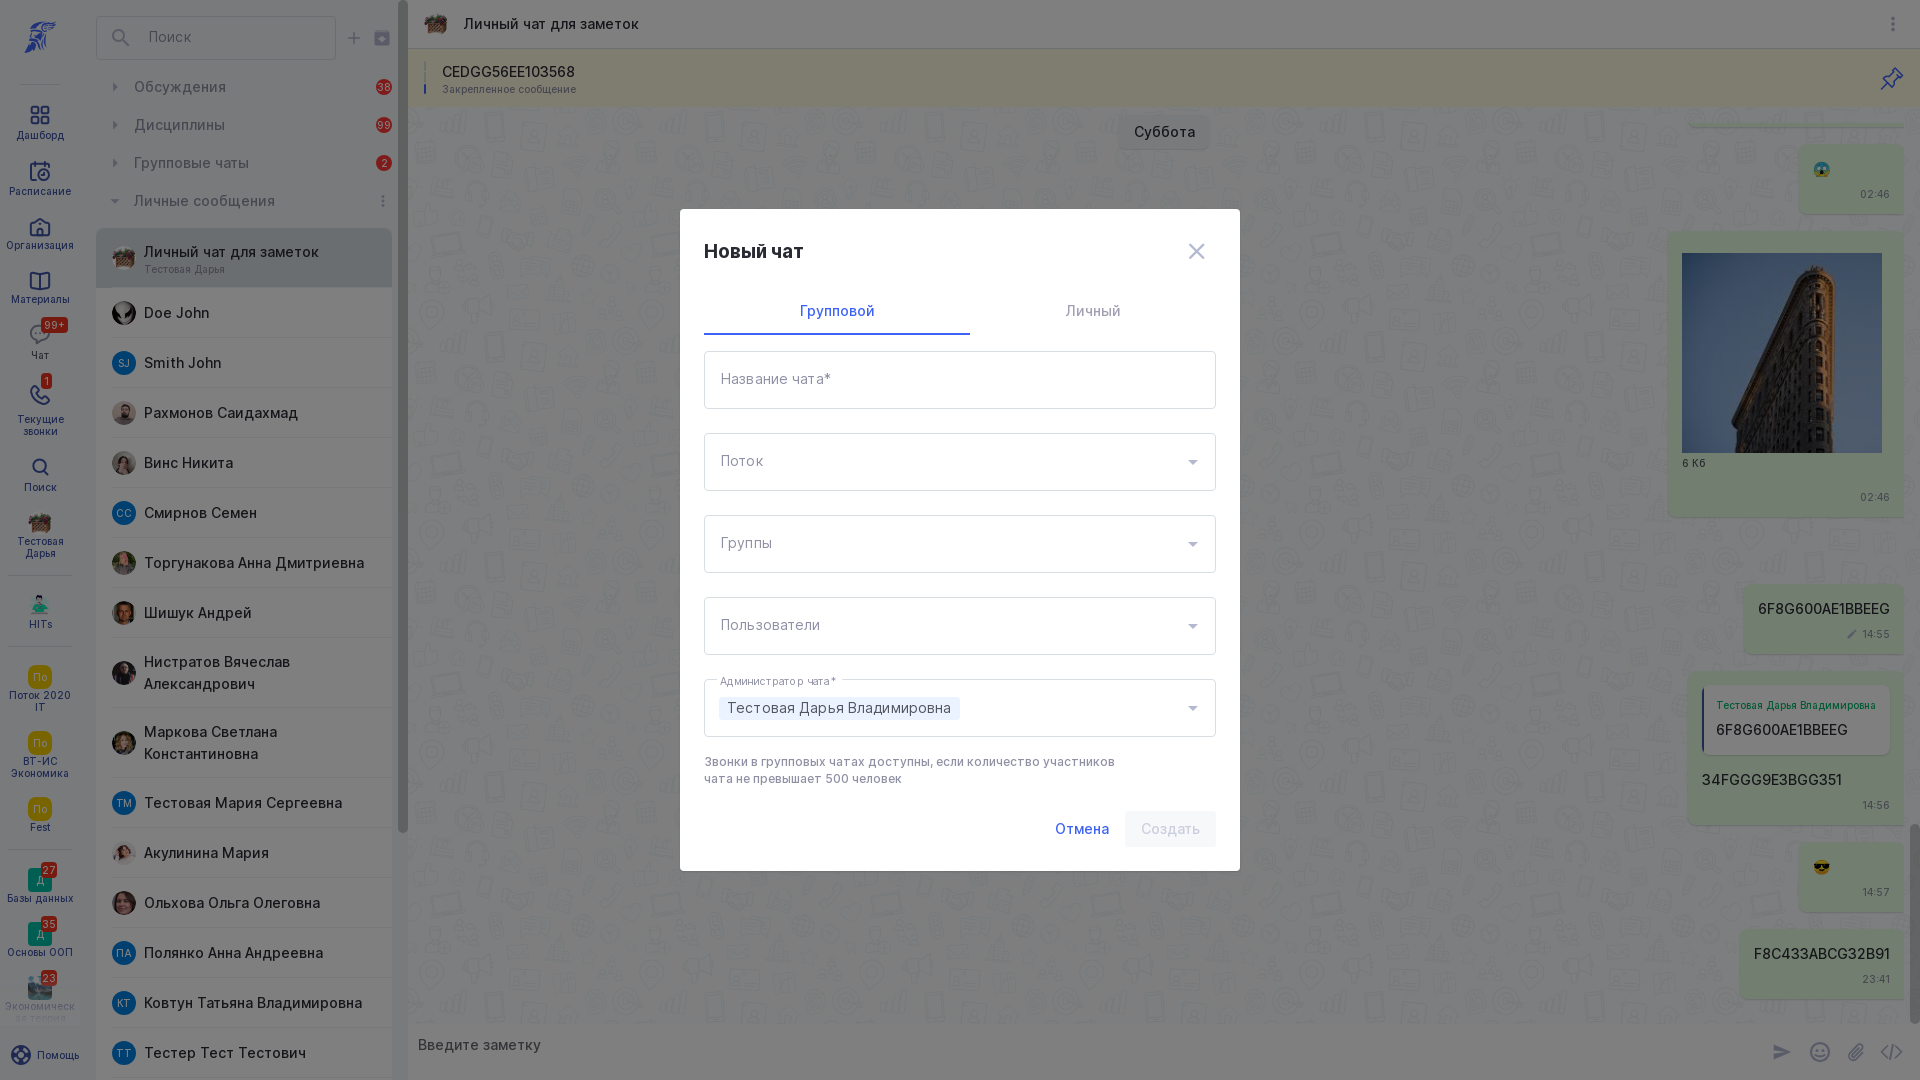 Дашборд
Расписание
Организация
Материалы
99+
Чат
1
Текущие
звонки
Поиск
Тестовая
Дарья
HITs
По
Поток 2020
IT
По
ВТ-ИС
Экономика
По
Fest
27
Д
Базы данных
35
Д
Основы ООП
23
Экономическ
ая теория
Помощь
Поиск
Обсуждения
38
Дисциплины
99
Групповые чаты
2
Личные сообщения
Личный чат для заметок
Тестовая Дарья
Doe John
SJ
Smith John
Рахмонов Саидахмад
Винс Никита
СС
Смирнов Семен
Торгунакова Анна Дмитриевна
Шишук Андрей
Нистратов Вячеслав
Александрович
Маркова Светлана
Константиновна
ТМ
Тестовая Мария Сергеевна
Акулинина Мария
Ольхова Ольга Олеговна
ПА
Полянко Анна Андреевна
КТ
Ковтун Татьяна Владимировна
ТТ
Тестер Тест Тестович
Личный чат для заметок
CEDGG56EE103568
Закрепленное сообщение
Суббота
02:46
6 Кб
02:46
6F8G600AE1BBEEG
14:55
Тестовая Дарья Владимировна
6F8G600AE1BBEEG
34FGGG9E3BGG351
14:56
14:57
F8C433ABCG32B91
23:41
Введите заметку
Новый чат
Групповой
Личный
Название чата*
Поток
Группы
Пользователи
Администратор чата*
Тестовая Дарья Владимировна
Звонки в групповых чатах доступны, если количество участников
чата не превышает 500 человек
Отмена
Создать